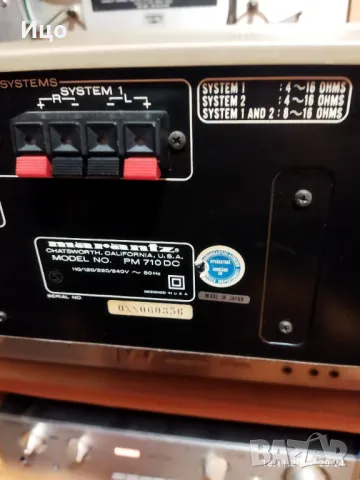 Ицо
SYSTEMS
SYSTEM 1
+ R - - L +
SYSTEM 1 : 4～16 OHMS
SYSTEM 2 : 4～16 OHMS
SYSTEM 1 AND 2 : 8～16 OHMS
marantz
CHATSWORTH, CALIFORNIA, U.S.A.
MODEL NO. PM 710 DC
110/120/220/240V ～ 50Hz
DESIGNED IN U.S.A.
SERIAL NO.
MADE IN JAPAN
BAZAR